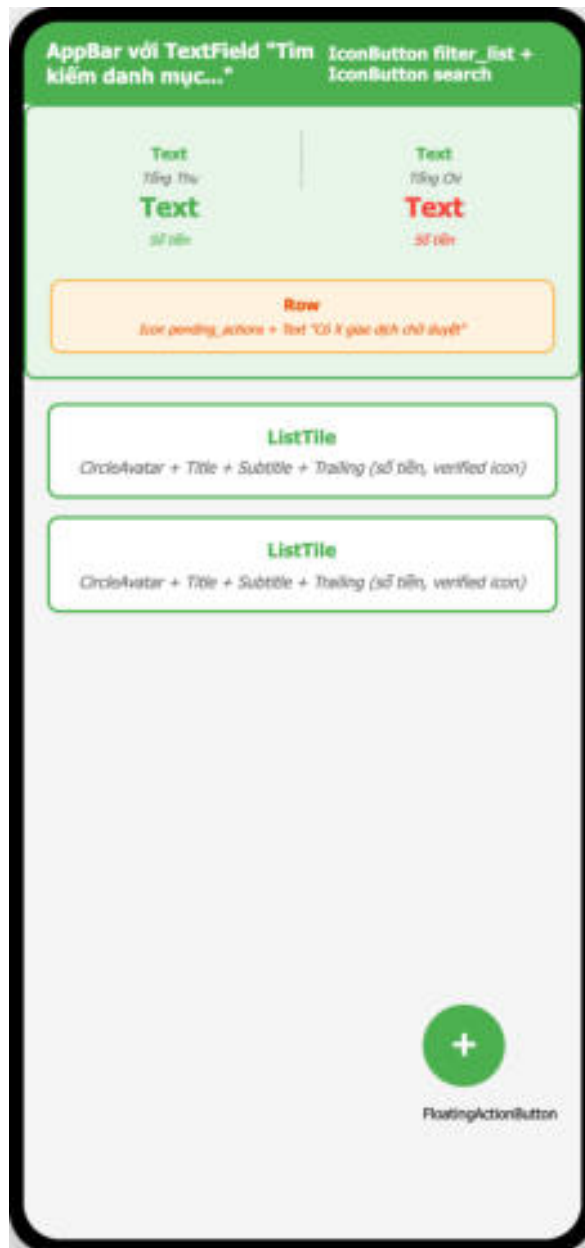 AppBar với TextField "Tìm
kiếm danh mục..."
IconButton filter_list +
IconButton search
Text
Tổng Thu
Text
Số tiền
Text
Tổng Chi
Text
Số tiền
Row
Icon pending_actions + Text "Có X giao dịch chờ duyệt"
ListTile
CircleAvatar + Title + Subtitle + Trailing (số tiền, verified icon)
ListTile
CircleAvatar + Title + Subtitle + Trailing (số tiền, verified icon)
+
FloatingActionButton